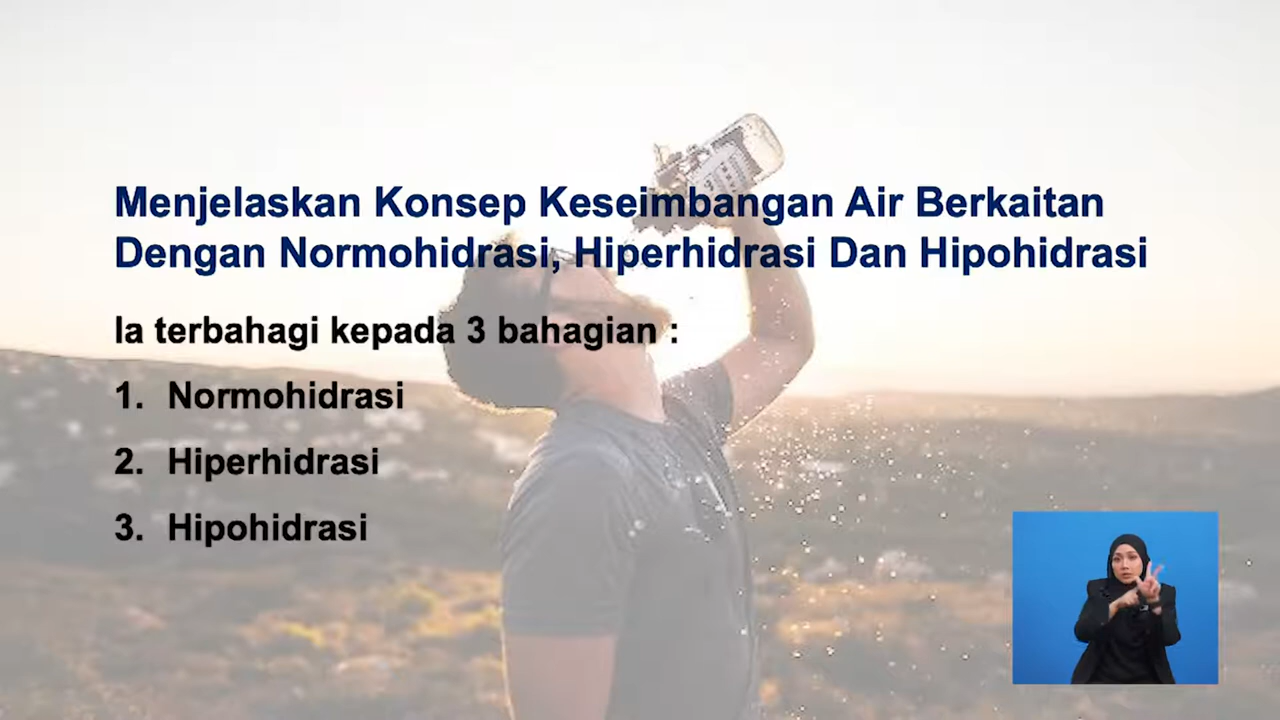 Menjelaskan Konsep Keseimbangan Air Berkaitan
Dengan Normohidrasi, Hiperhidrasi Dan Hipohidrasi
Ia terbahagi kepada 3 bahagian :
1. Normohidrasi
2. Hiperhidrasi
3. Hipohidrasi